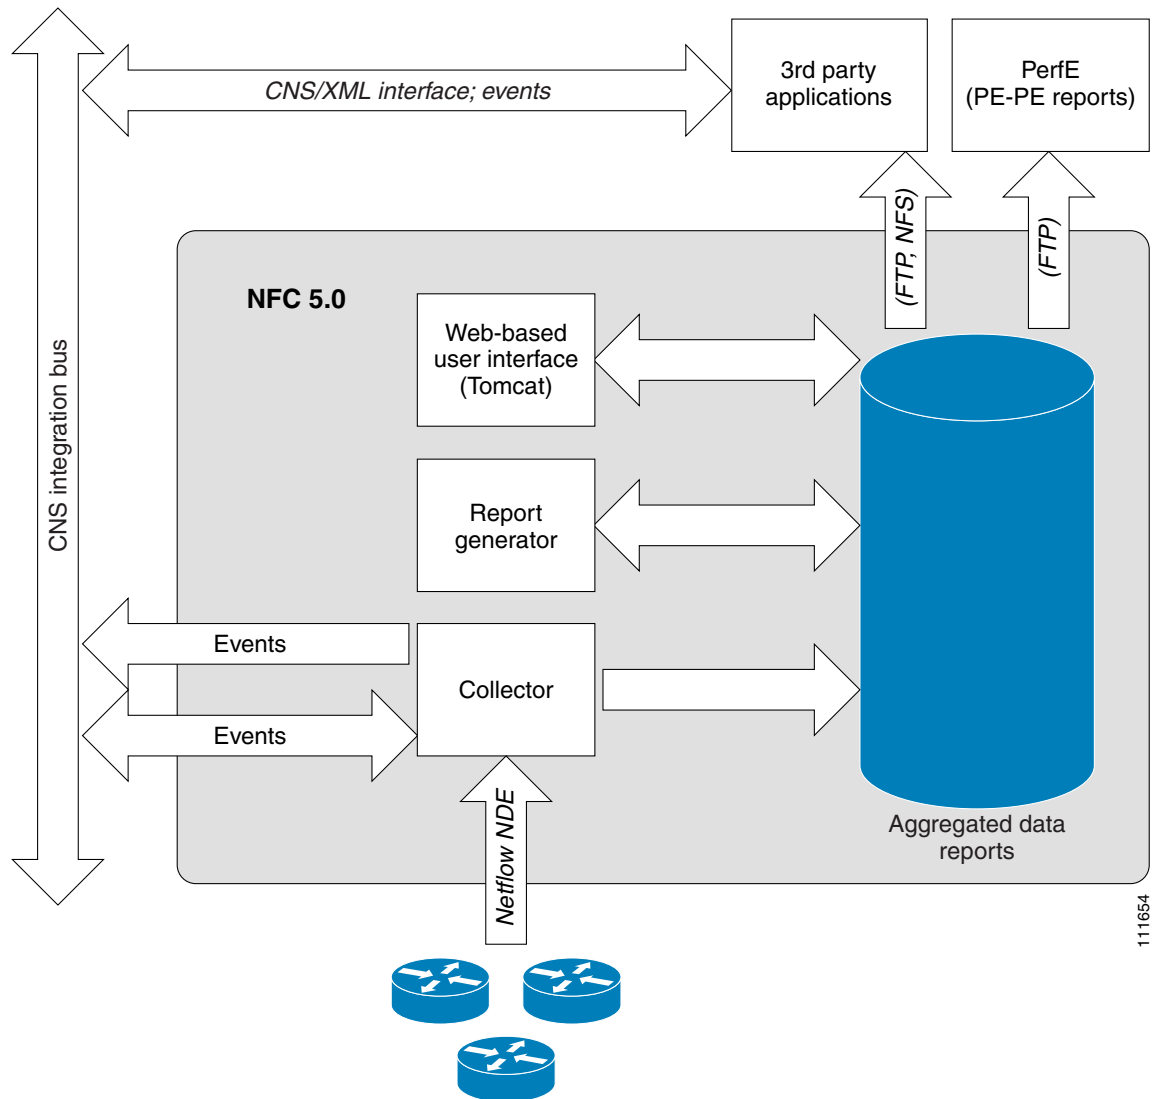 3rd party
applications
PerfE
(PE-PE reports)
CNS/XML interface; events
(FTP, NFS)
(FTP)
CNS integration bus
NFC 5.0
Web-based
user interface
(Tomcat)
Report
generator
Events
Collector
Events
Netflow NDE
Aggregated data
reports
111654